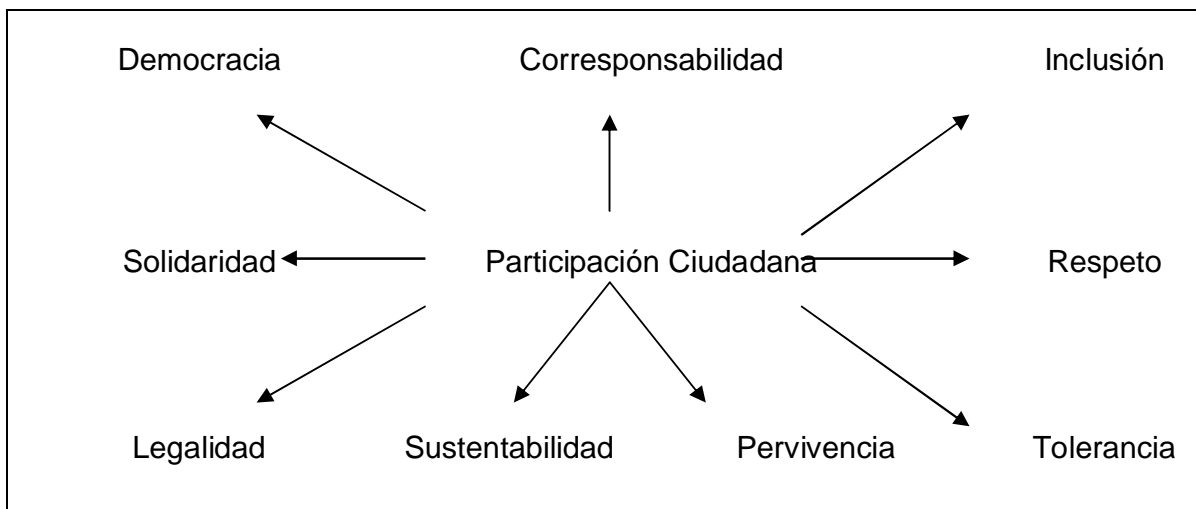 Democracia Corresponsabilidad Inclusión
Solidaridad Participación Ciudadana Respeto
Legalidad Sustentabilidad Pervivencia Tolerancia